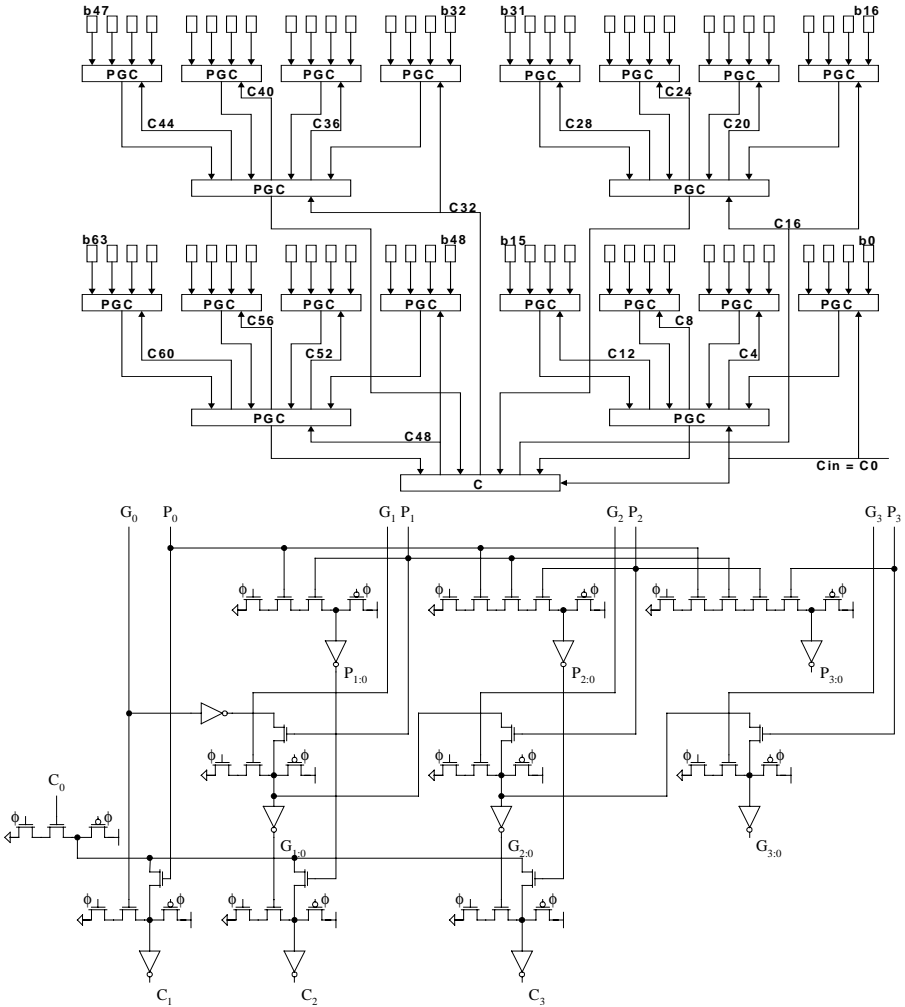 b47 b32 b31 b16
PGC PGC PGC PGC PGC PGC PGC PGC
C40 C24
C44 C36 C28 C20
PGC PGC
C32 C16
b63 b48 b15 b0
PGC PGC PGC PGC PGC PGC PGC PGC
C56 C8
C60 C52 C12 C4
PGC PGC
C48
Cin = C0
C
G0 P0 G1 P1 G2 P2 G3 P3
ϕ ϕ ϕ ϕ ϕ ϕ
P1:0 P2:0 P3:0
ϕ ϕ ϕ ϕ ϕ ϕ
C0
ϕ ϕ
G1:0 G2:0 G3:0
ϕ ϕ ϕ ϕ ϕ ϕ
C1 C2 C3